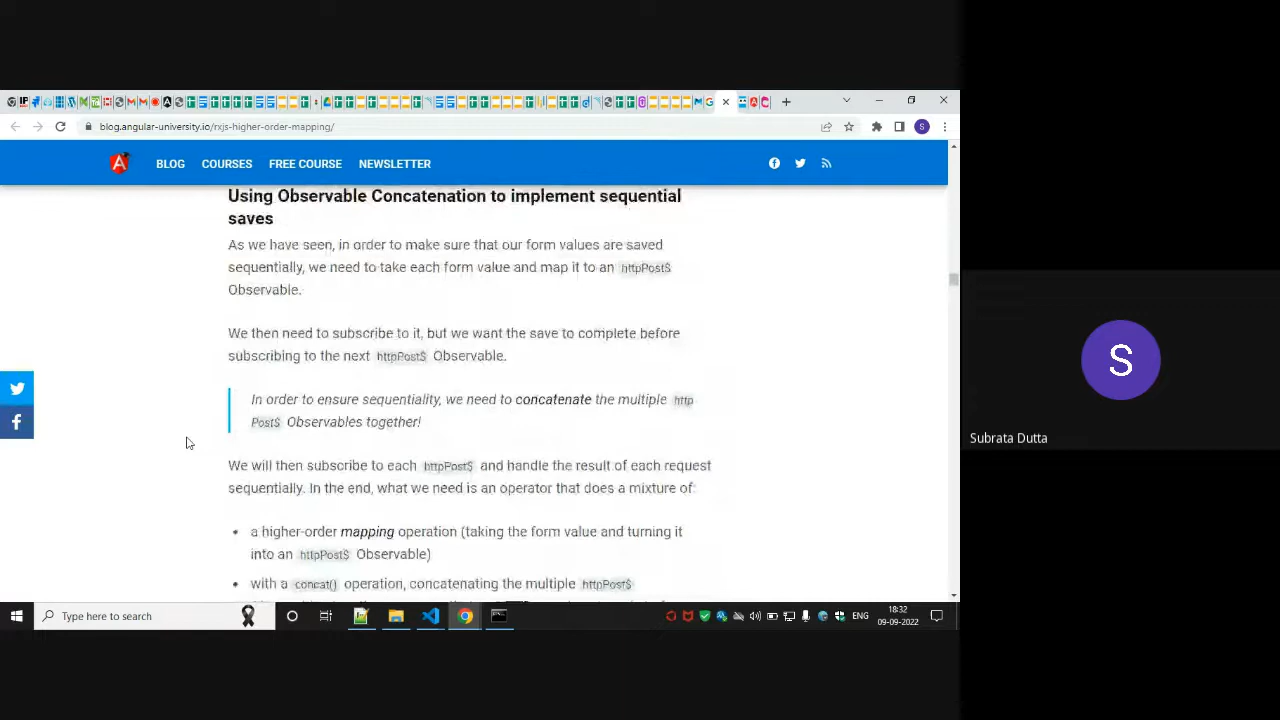 blog.angular-university.io/rxjs-higher-order-mapping/
S
BLOG COURSES FREE COURSE NEWSLETTER
Using Observable Concatenation to implement sequential
saves
As we have seen, in order to make sure that our form values are saved
sequentially, we need to take each form value and map it to an httpPost$
Observable.
We then need to subscribe to it, but we want the save to complete before
subscribing to the next httpPost$ Observable.
In order to ensure sequentiality, we need to concatenate the multiple http
Post$ Observables together!
We will then subscribe to each httpPost$ and handle the result of each request
sequentially. In the end, what we need is an operator that does a mixture of:
• a higher-order mapping operation (taking the form value and turning it
into an httpPost$ Observable)
• with a concat() operation, concatenating the multiple httpPost$
Type here to search
ENG
18:32
09-09-2022
S
Subrata Dutta